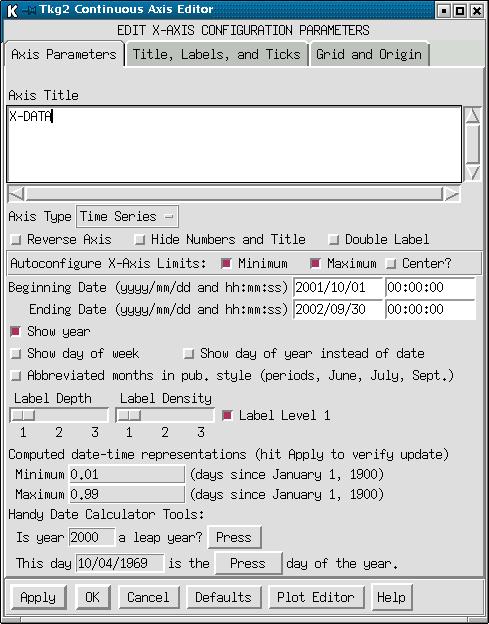 Tkg2 Continuous Axis Editor
EDIT X-AXIS CONFIGURATION PARAMETERS
Axis Parameters Title, Labels, and Ticks Grid and Origin
Axis Title
X-DATA
Axis Type Time Series
Reverse Axis Hide Numbers and Title Double Label
Autoconfigure X-Axis Limits: Minimum Maximum Center?
Beginning Date (yyyy/mm/dd and hh:mm:ss) 2001/10/01 00:00:00
Ending Date (yyyy/mm/dd and hh:mm:ss) 2002/09/30 00:00:00
Show year
Show day of week Show day of year instead of date
Abbreviated months in pub. style (periods, June, July, Sept.)
Label Depth Label Density Label Level 1
1 2 3 1 2 3
Computed date-time representations (hit Apply to verify update)
Minimum 0.01 (days since January 1, 1900)
Maximum 0.99 (days since January 1, 1900)
Handy Date Calculator Tools:
Is year 2000 a leap year? Press
This day 10/04/1969 is the Press day of the year.
Apply OK Cancel Defaults Plot Editor Help